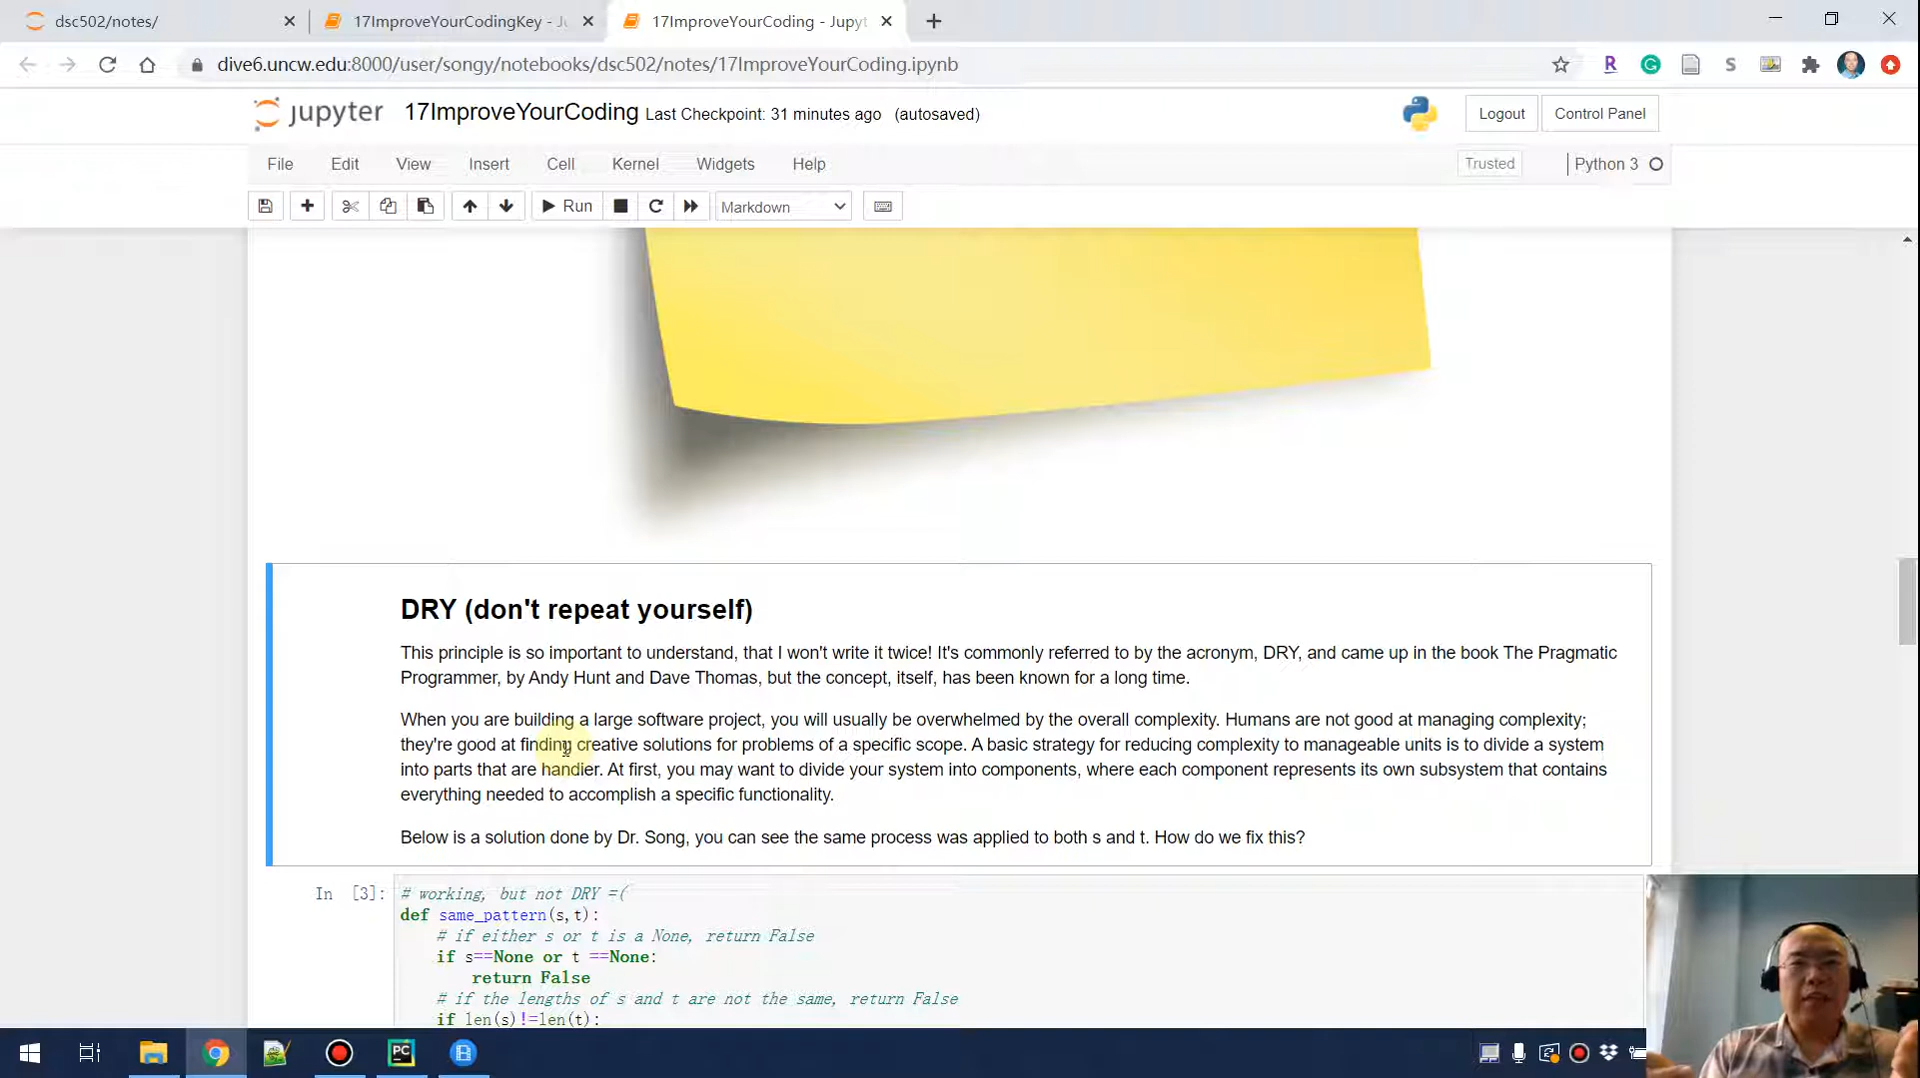 dsc502/notes/
17ImproveYourCodingKey - Ju
17ImproveYourCoding - Jupyt
dive6.uncw.edu:8000/user/songy/notebooks/dsc502/notes/17ImproveYourCoding.ipynb
jupyter 17ImproveYourCoding Last Checkpoint: 31 minutes ago (autosaved)
Logout Control Panel
File Edit View Insert Cell Kernel Widgets Help
Trusted Python 3
Run Markdown
DRY (don't repeat yourself)
This principle is so important to understand, that I won't write it twice! It's commonly referred to by the acronym, DRY, and came up in the book The Pragmatic
Programmer, by Andy Hunt and Dave Thomas, but the concept, itself, has been known for a long time.
When you are building a large software project, you will usually be overwhelmed by the overall complexity. Humans are not good at managing complexity;
they're good at finding creative solutions for problems of a specific scope. A basic strategy for reducing complexity to manageable units is to divide a system
into parts that are handier. At first, you may want to divide your system into components, where each component represents its own subsystem that contains
everything needed to accomplish a specific functionality.
Below is a solution done by Dr. Song, you can see the same process was applied to both s and t. How do we fix this?
In [3]:
# working, but not DRY =(
def same_pattern(s,t):
# if either s or t is a None, return False
if s==None or t ==None:
return False
# if the lengths of s and t are not the same, return False
if len(s)!=len(t):
R
G
S
PC